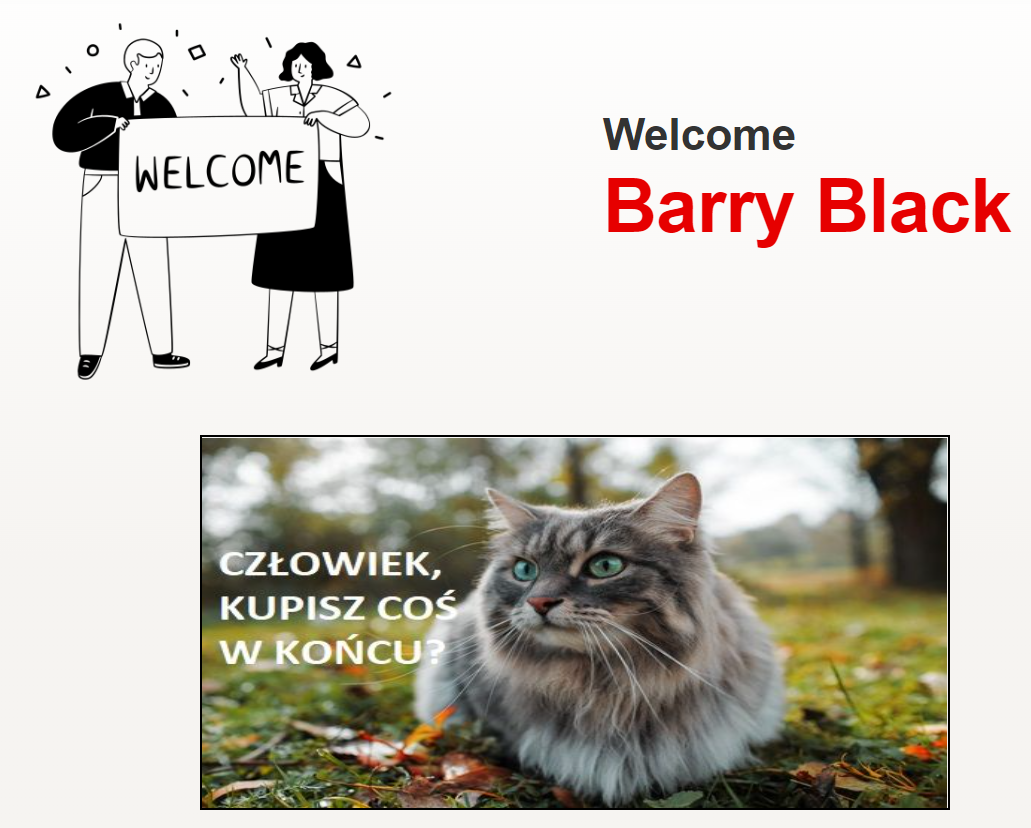 WELCOME
Welcome
Barry Black
CZŁOWIEK,
KUPISZ COŚ
W KOŃCU?